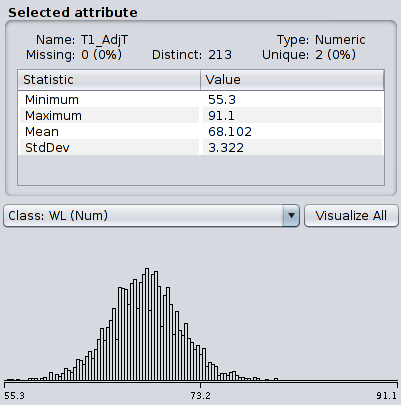 Selected attribute
Name: T1_AdjT Type: Numeric
Missing: 0 (0%) Distinct: 213 Unique: 2 (0%)
Statistic Value
Minimum 55.3
Maximum 91.1
Mean 68.102
StdDev 3.322
Class: WL (Num) Visualize All
55.3 73.2 91.1